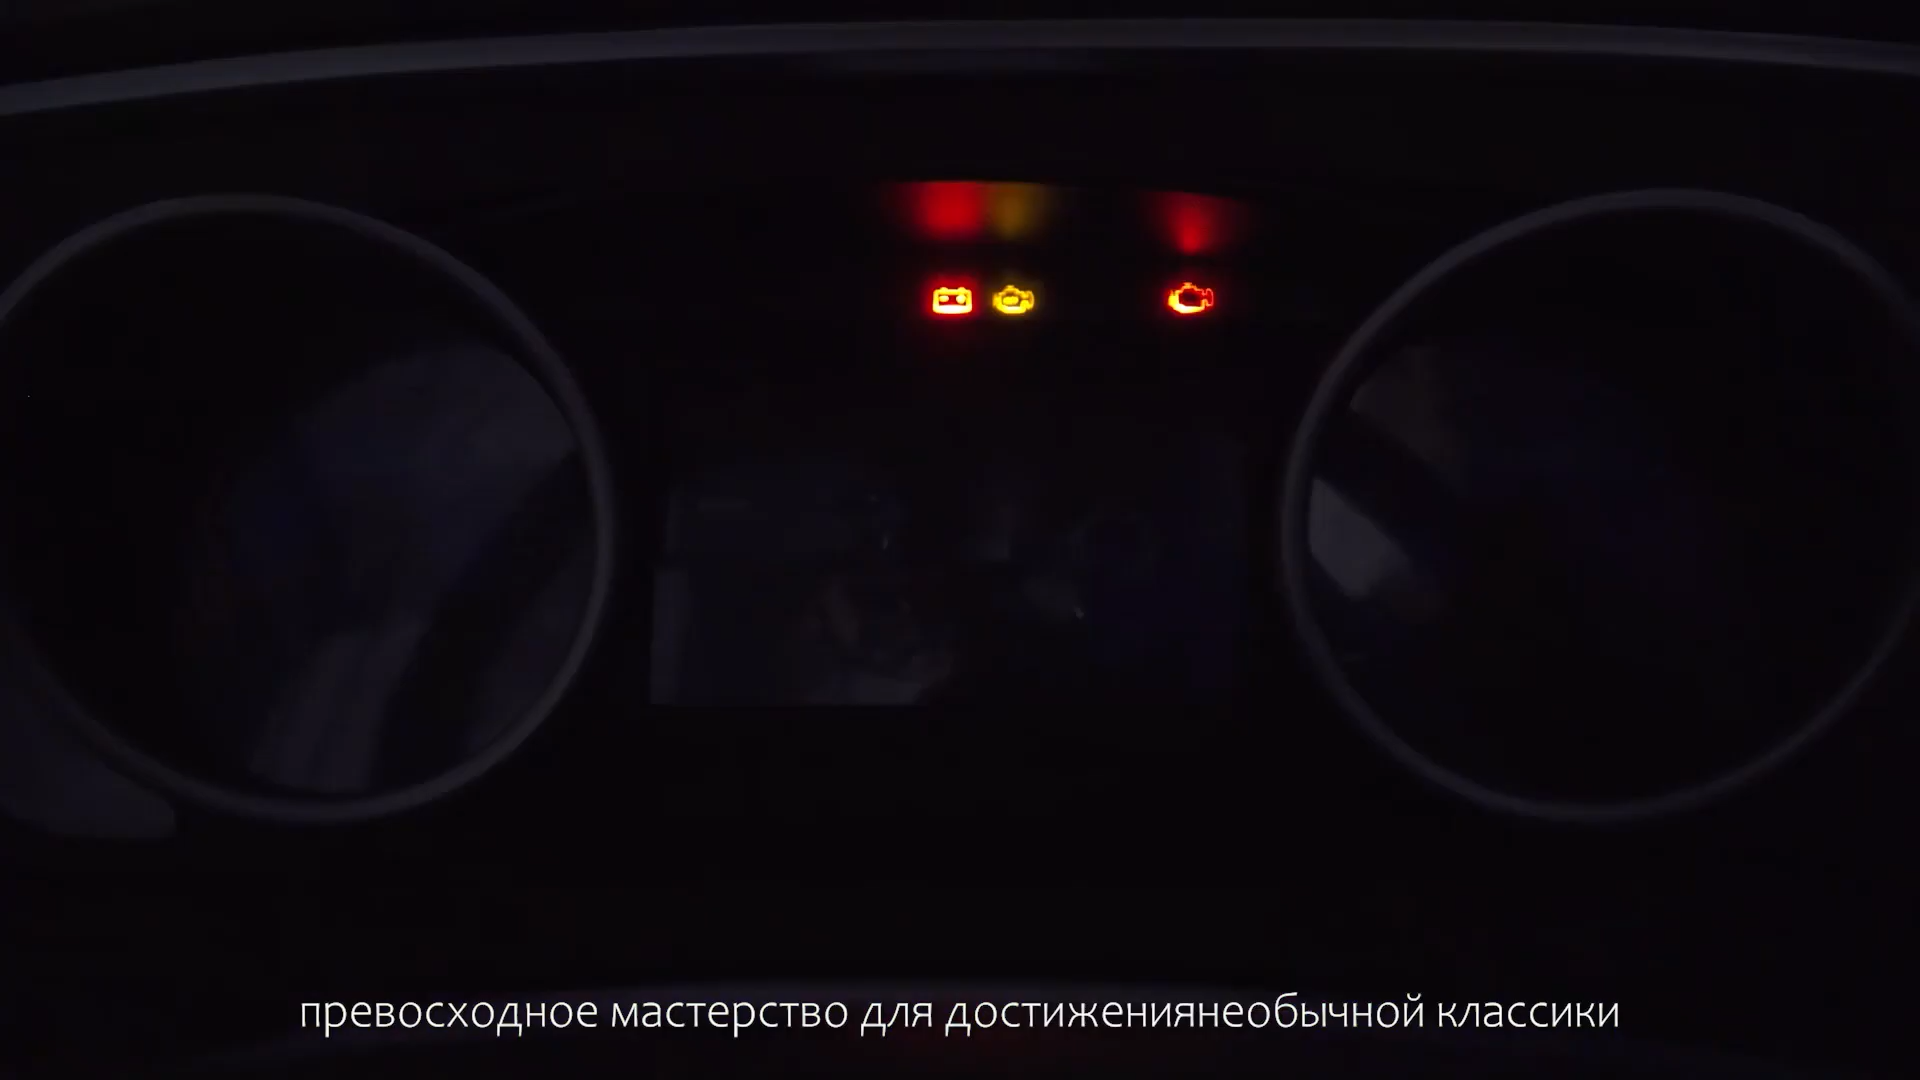 превосходное мастерство для достижениянеобычной классики